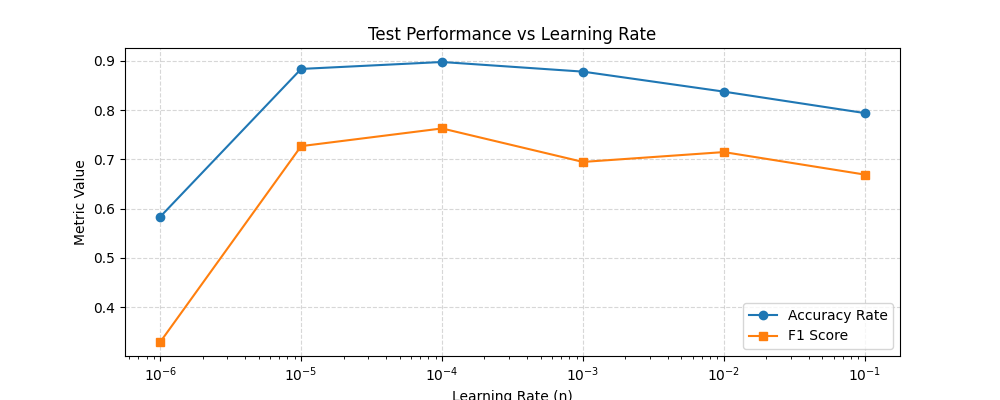 Test Performance vs Learning Rate
Metric Value
0.9
0.8
0.7
0.6
0.5
0.4
Accuracy Rate
F1 Score
10⁻⁶ 10⁻⁵ 10⁻⁴ 10⁻³ 10⁻² 10⁻¹
Learning Rate (n)